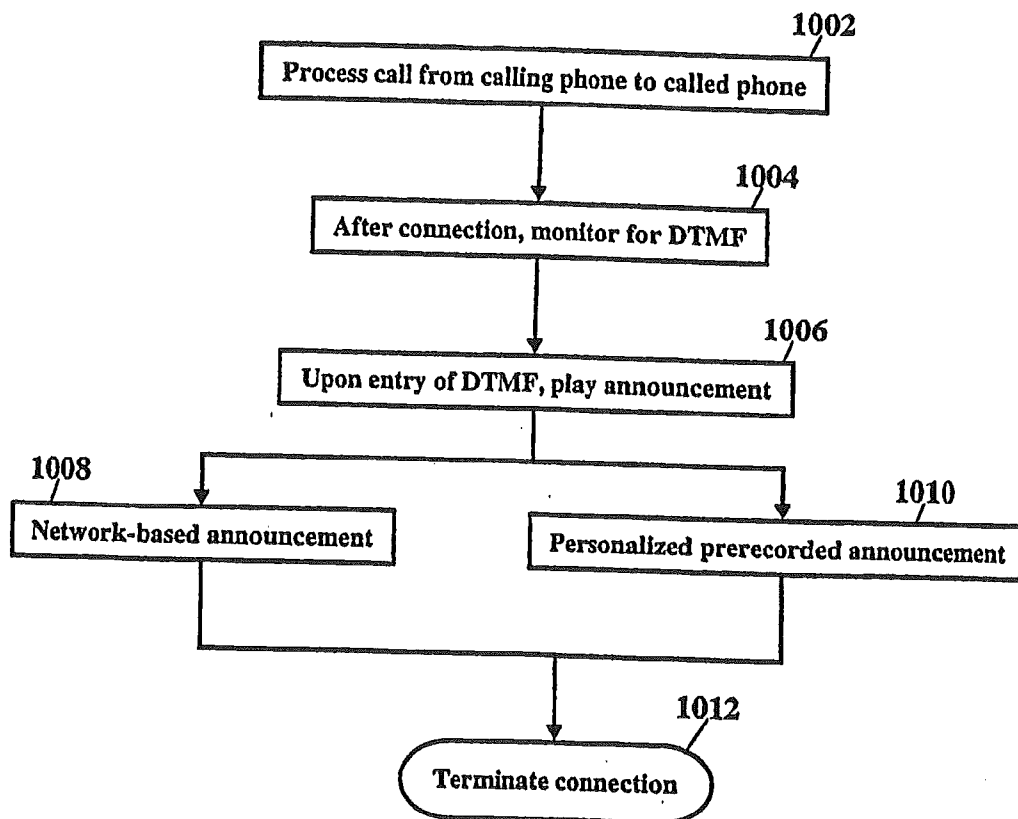 1002
Process call from calling phone to called phone
1004
After connection, monitor for DTMF
1006
Upon entry of DTMF, play announcement
1008
Network-based announcement
1010
Personalized prerecorded announcement
1012
Terminate connection